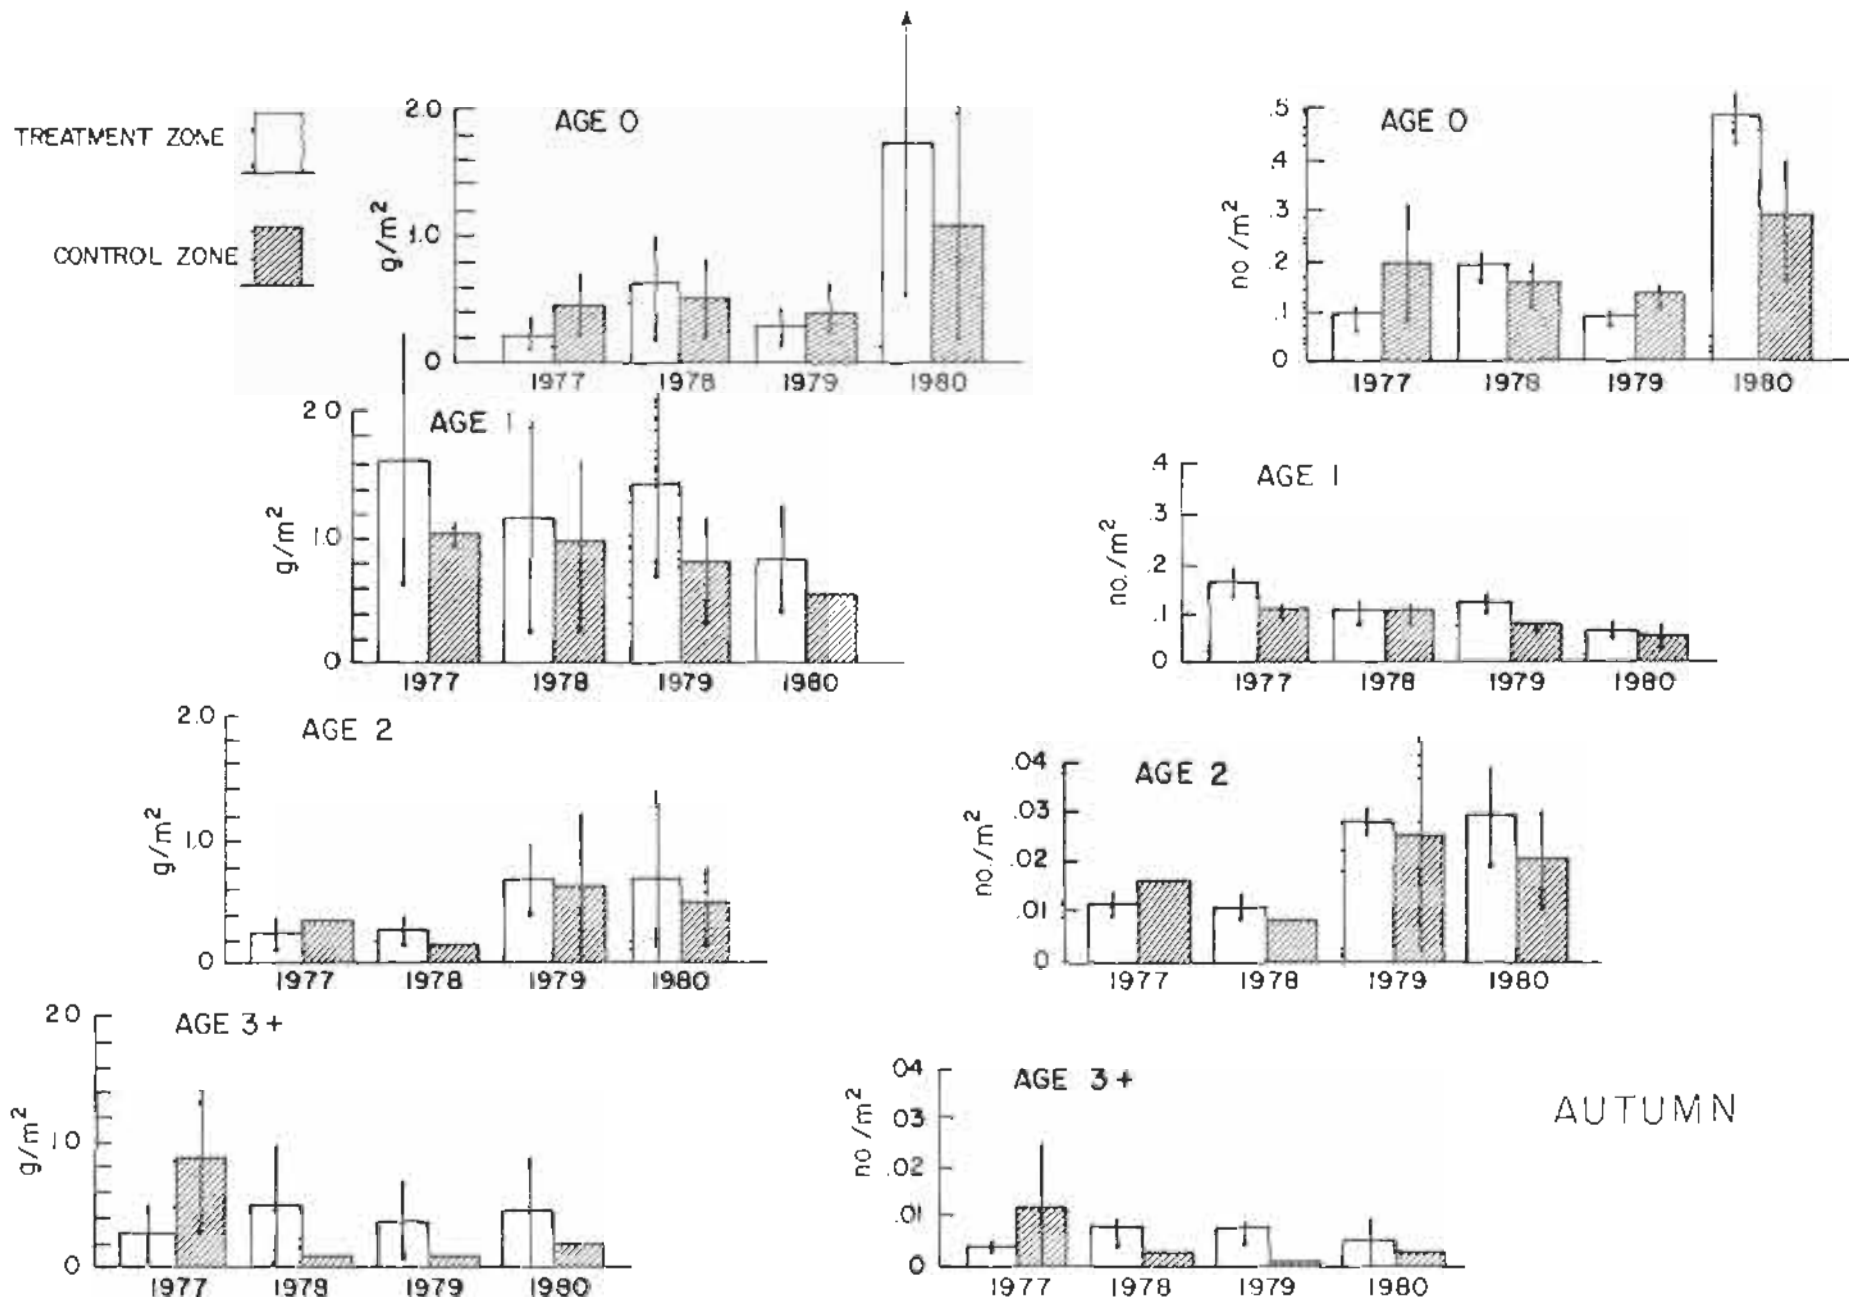 TREATMENT ZONE
CONTROL ZONE
AGE 0
g/m²
2.0
1.0
0
1977 1978 1979 1980
AGE 0
no /m²
.5
.4
.3
.2
.1
0
1977 1978 1979 1980
AGE 1
g/m²
2.0
1.0
0
1977 1978 1979 1980
AGE 1
no./m²
.4
.3
.2
.1
0
1977 1978 1979 1980
AGE 2
g/m²
2.0
1.0
0
1977 1978 1979 1980
AGE 2
no./m²
.04
.03
.02
.01
0
1977 1978 1979 1980
AGE 3+
g/m²
2.0
1.0
0
1977 1978 1979 1980
AGE 3+
no /m²
.04
.03
.02
.01
0
1977 1978 1979 1980
AUTUMN